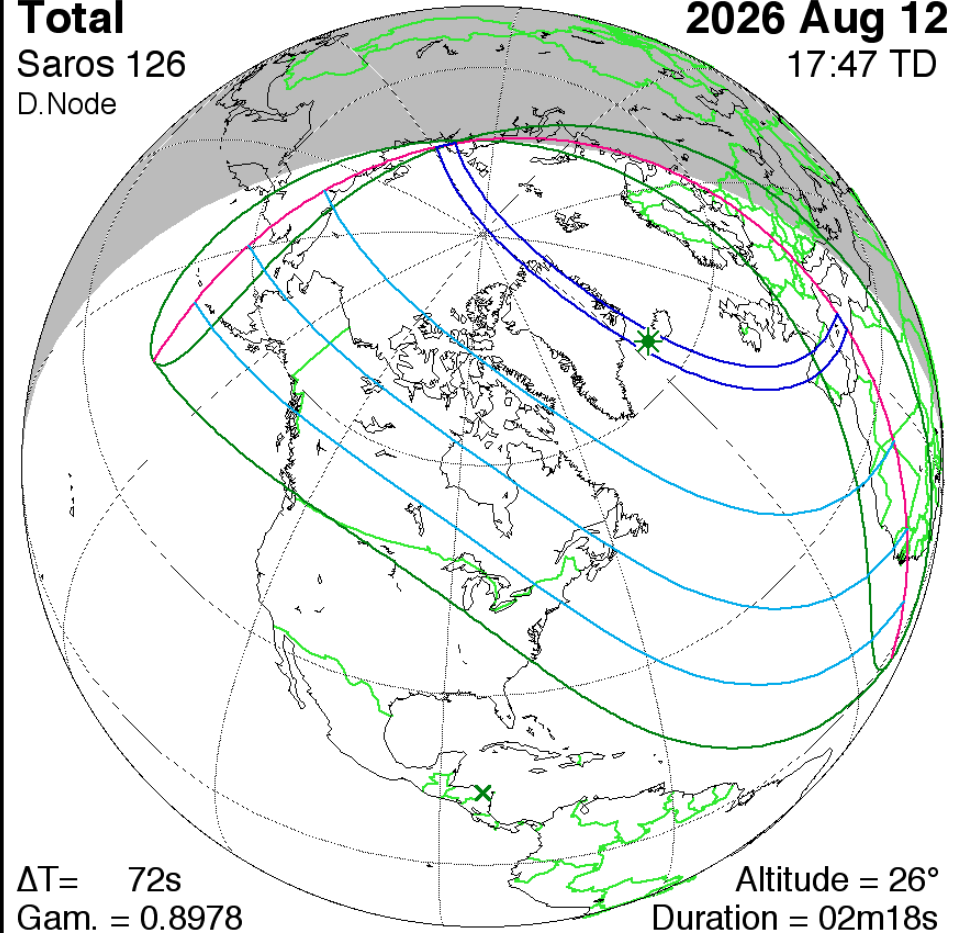 Total
2026 Aug 12
Saros 126
17:47 TD
D.Node
ΔT= 72s
Altitude = 26°
Gam. = 0.8978
Duration = 02m18s